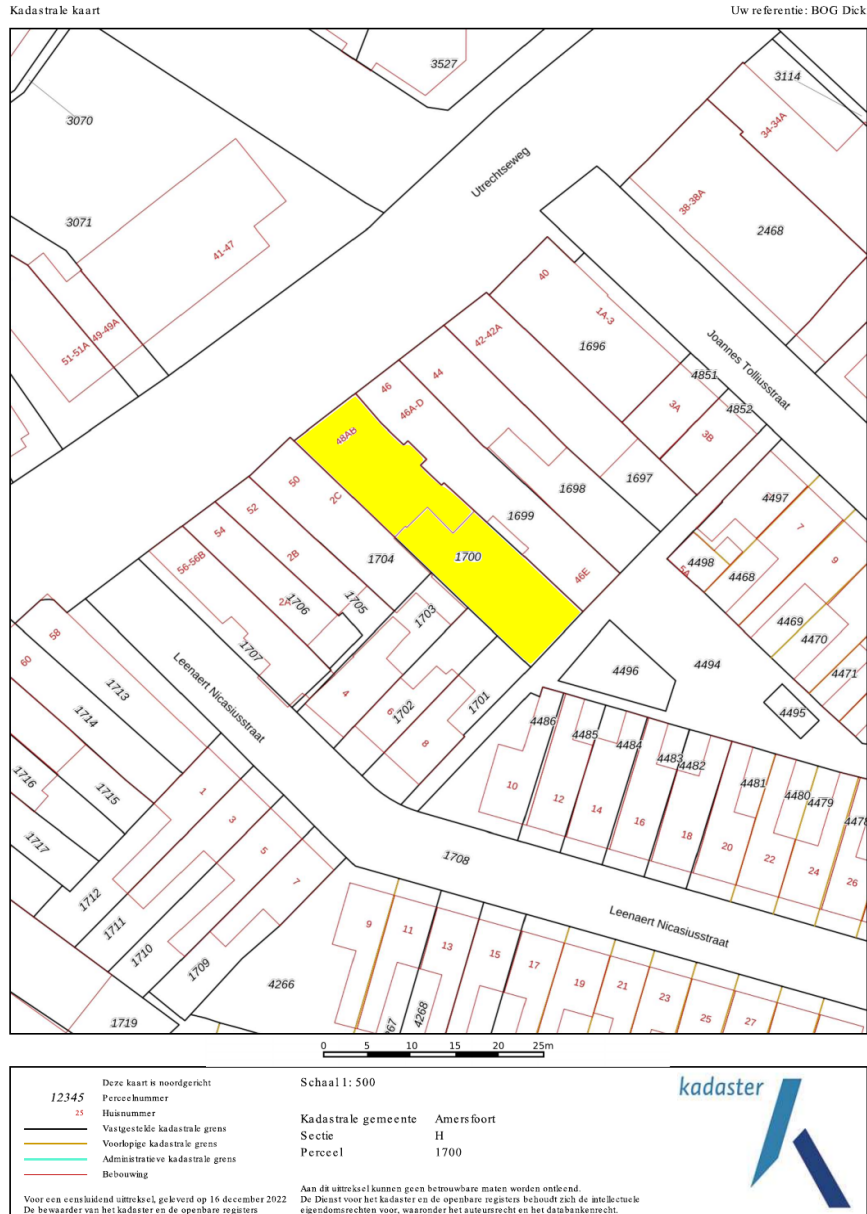 Kadastrale kaart
Uw referentie: BOG Dick
3527
3114
3070
34-34A
Utrechtseweg
38-38A
3071
2468
41-47
40
1A-3
51-51A 49-49A
42-42A
1696
Joannes Tolliusstraat
44
4851
46
46A-D
3A
4852
48AB
3B
50
1697
1698
4497
2C
52
1699
7
54
9
2B
1704
1700
4498
5A
4468
56-56B
46E
2A
1706
1705
1703
4469
4470
58
1707
4494
4471
60
Leenaert Nicasiusstraat
4496
1713
4
6
1702
1701
4495
1714
4486
4485
4484
8
4483
4482
1716
4481
1715
10
4480
4479
1
12
14
4478
3
16
18
1717
5
20
22
1708
24
7
26
1712
9
11
Leenaert Nicasiusstraat
1711
13
15
1710
17
1709
19
21
4266
23
25
27
1719
4268
0 5 10 15 20 25m
Deze kaart is noordgericht
12345 Perceelnummer
25 Huisnummer
Vastgestelde kadastrale grens
Voorlopige kadastrale grens
Administratieve kadastrale grens
Bebouwing
Voor een eensluidend uittreksel, geleverd op 16 december 2022
De bewaarder van het kadaster en de openbare registers
Schaal 1: 500
Kadastrale gemeente Amersfoort
Sectie H
Perceel 1700
Aan dit uittreksel kunnen geen betrouwbare maten worden ontleend.
De Dienst voor het kadaster en de openbare registers behoudt zich de intellectuele
eigendomsrechten voor, waaronder het auteursrecht en het databankenrecht.
kadaster